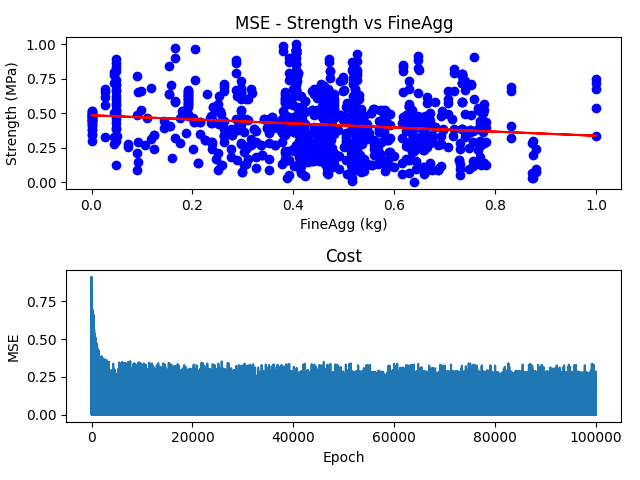 MSE - Strength vs FineAgg
1.00
0.75
0.50
0.25
0.00
Strength (MPa)
0.0 0.2 0.4 0.6 0.8 1.0
FineAgg (kg)
Cost
0.75
0.50
0.25
0.00
MSE
0 20000 40000 60000 80000 100000
Epoch